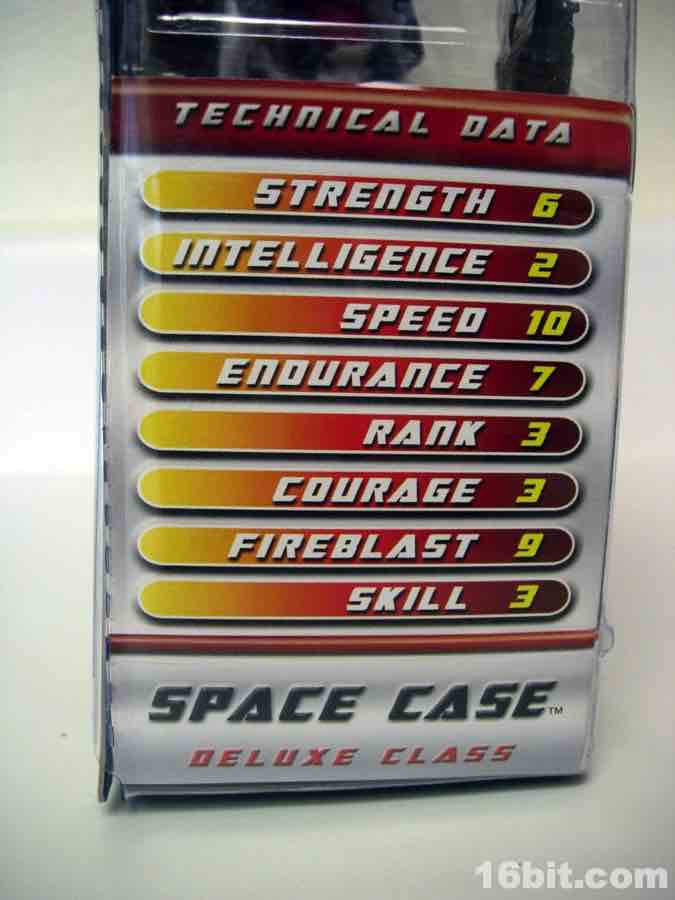 TECHNICAL DATA
STRENGTH 6
INTELLIGENCE 2
SPEED 10
ENDURANCE 7
RANK 3
COURAGE 3
FIREBLAST 9
SKILL 3
SPACE CASE™
DELUXE CLASS
16bit.com